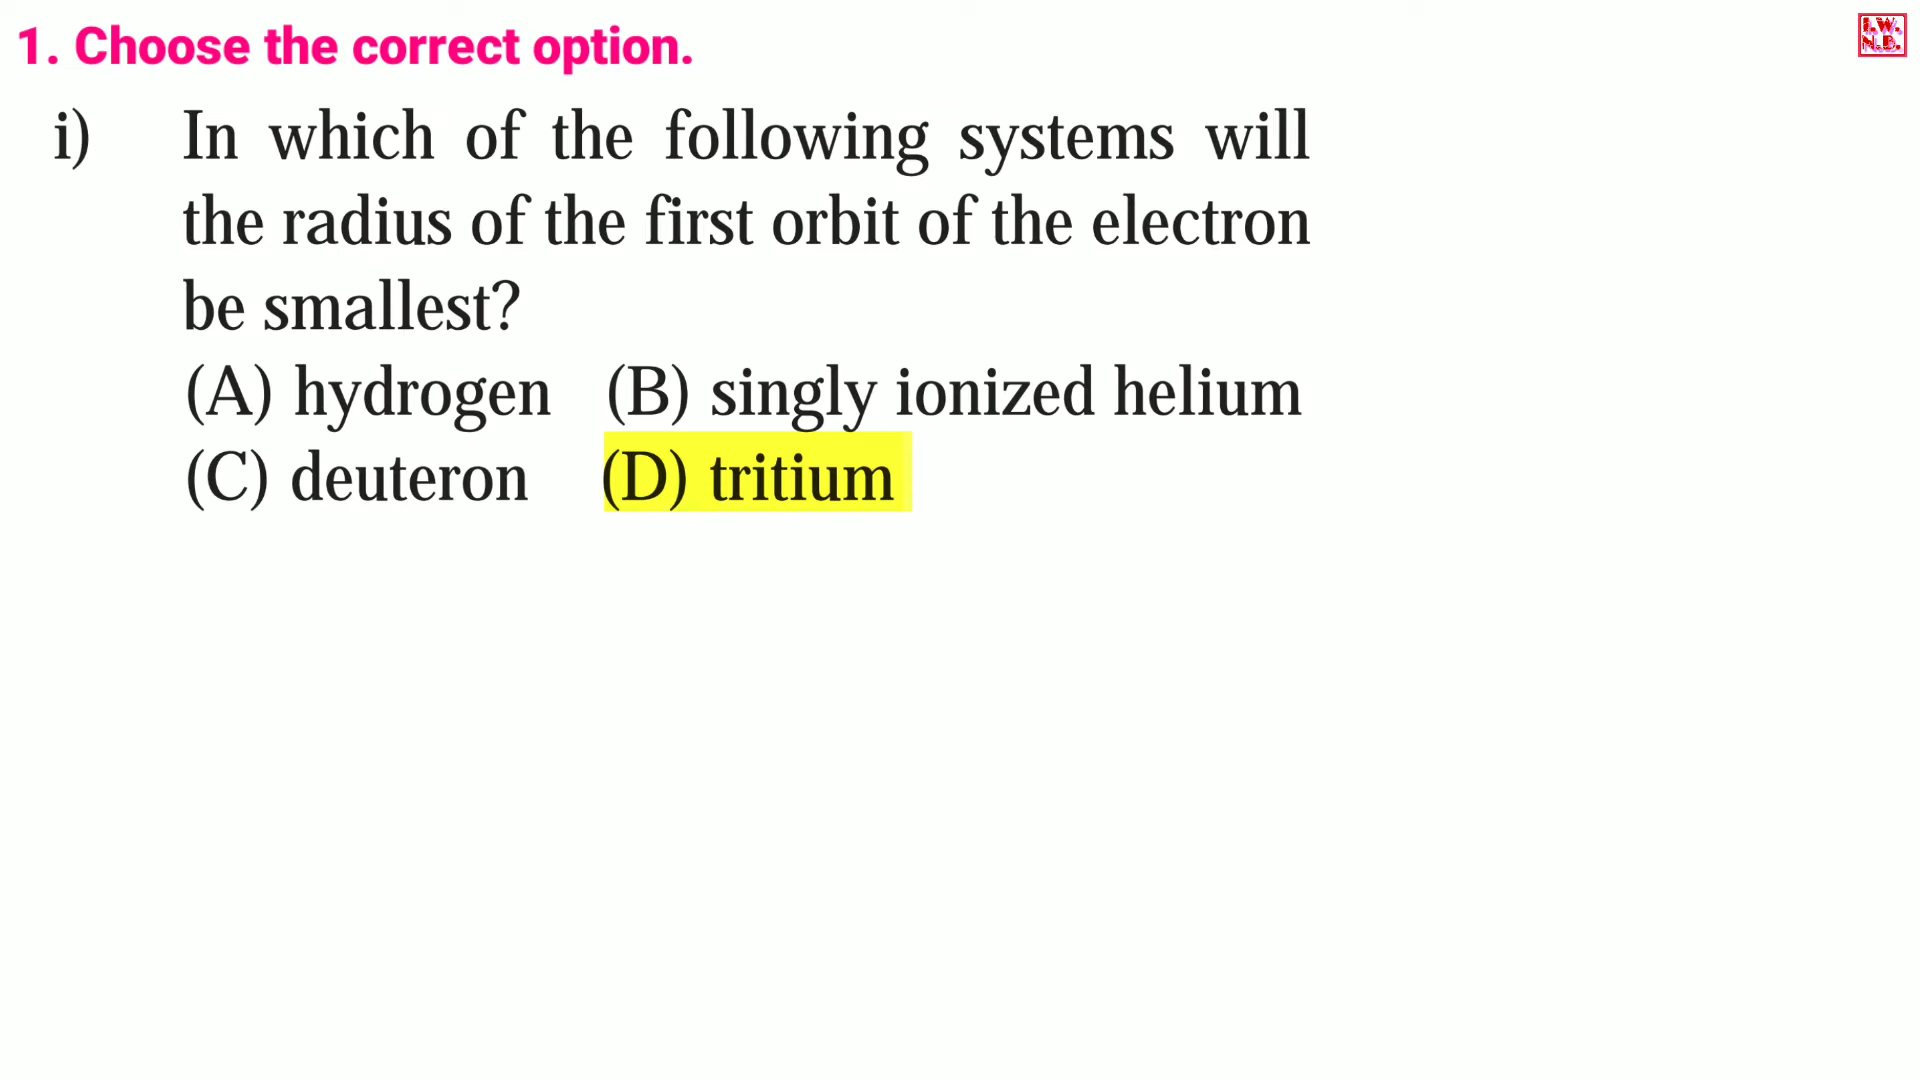 1. Choose the correct option.
I.W.
N.B.
i) In which of the following systems will
the radius of the first orbit of the electron
be smallest?
(A) hydrogen (B) singly ionized helium
(C) deuteron (D) tritium